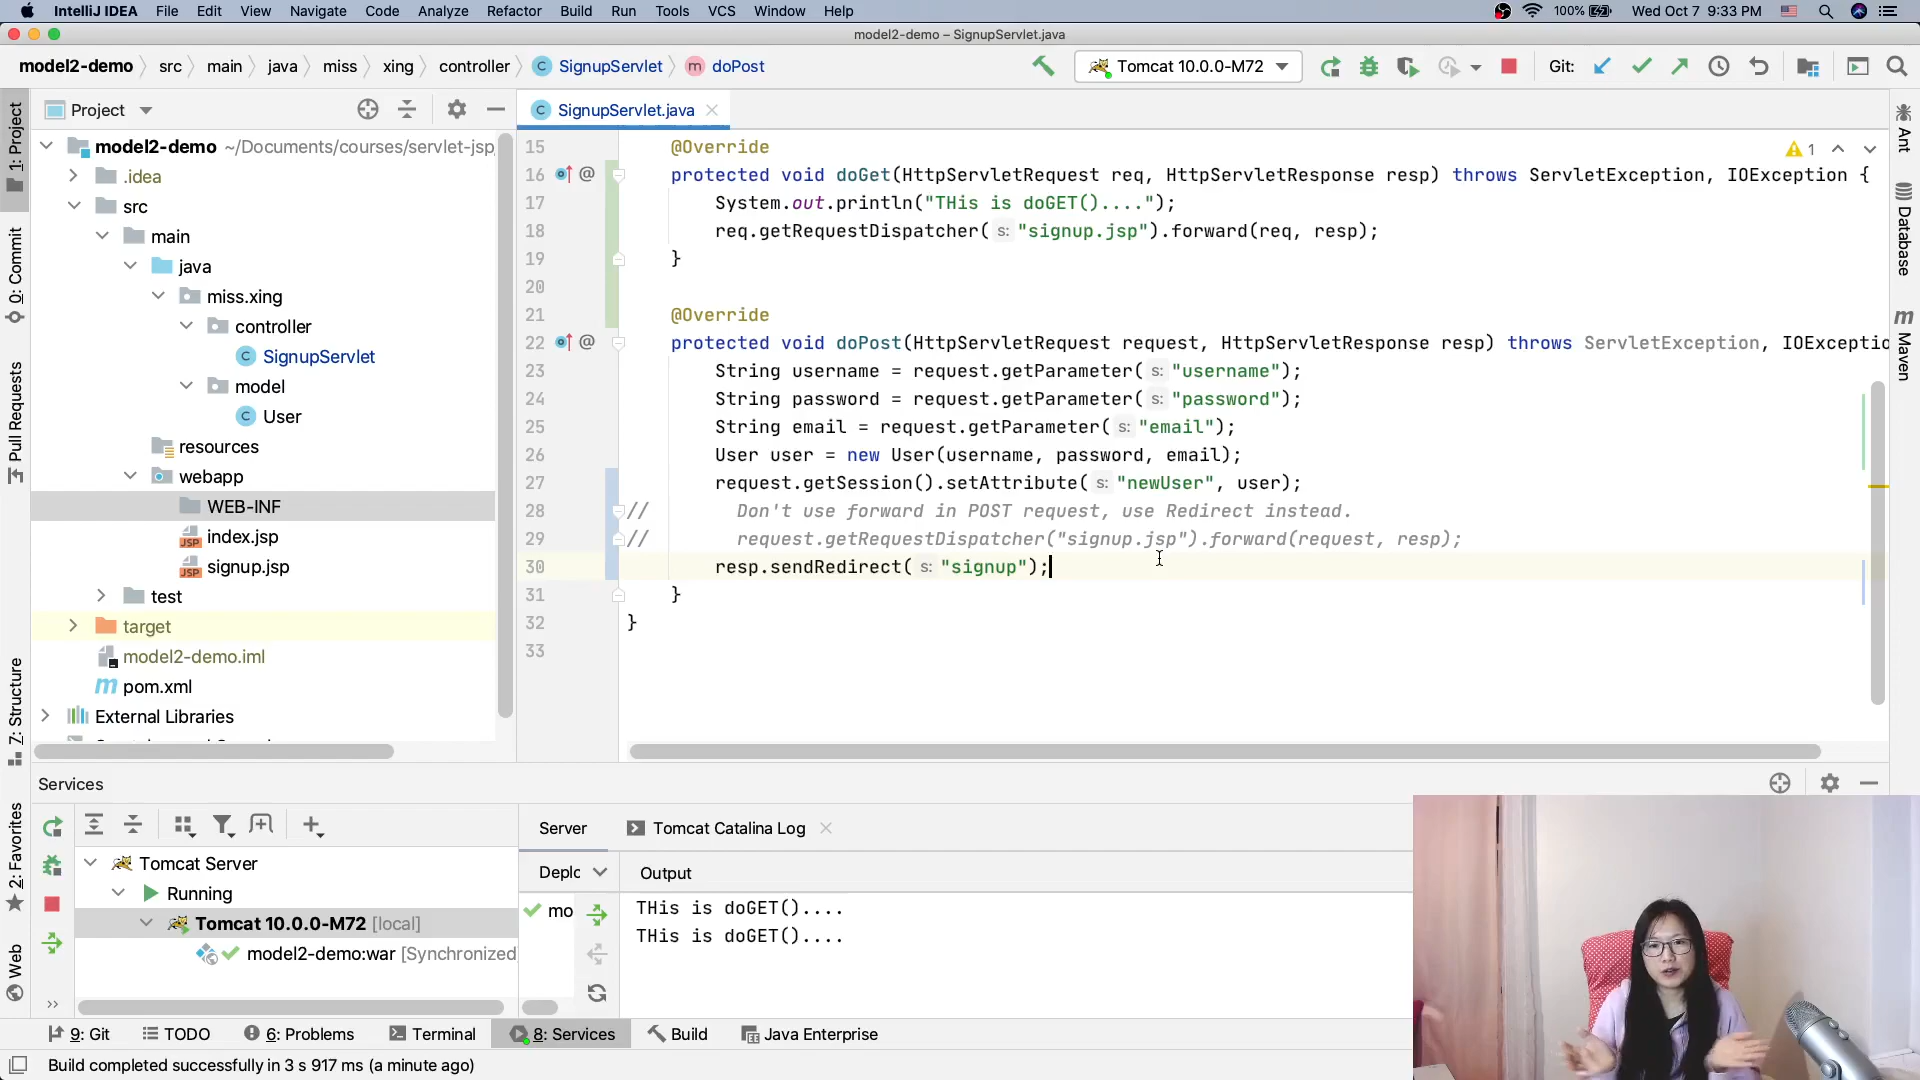 IntelliJ IDEA File Edit View Navigate Code Analyze Refactor Build Run Tools VCS Window Help 100% Wed Oct 7 9:33 PM
model2-demo – SignupServlet.java
model2-demo src main java miss xing controller C SignupServlet m doPost Tomcat 10.0.0-M72 Git:
Project
SignupServlet.java
1: Project
0: Commit
Pull Requests
7: Structure
2: Favorites
Web
model2-demo ~/Documents/courses/servlet-jsp
.idea
src
main
java
miss.xing
controller
C SignupServlet
model
C User
resources
webapp
WEB-INF
JSP index.jsp
JSP signup.jsp
test
target
model2-demo.iml
m pom.xml
External Libraries
15 @Override
16 @ protected void doGet(HttpServletRequest req, HttpServletResponse resp) throws ServletException, IOException {
17 System.out.println("THis is doGET()....");
18 req.getRequestDispatcher( s: "signup.jsp").forward(req, resp);
19 }
20
21 @Override
22 @ protected void doPost(HttpServletRequest request, HttpServletResponse resp) throws ServletException, IOExceptio
23 String username = request.getParameter( s: "username");
24 String password = request.getParameter( s: "password");
25 String email = request.getParameter( s: "email");
26 User user = new User(username, password, email);
27 request.getSession().setAttribute( s: "newUser", user);
28 // Don't use forward in POST request, use Redirect instead.
29 // request.getRequestDispatcher("signup.jsp").forward(request, resp);
30 resp.sendRedirect( s: "signup");
31 }
32 }
33
1
Ant
Database
m Maven
Services
Tomcat Server
Running
Tomcat 10.0.0-M72 [local]
model2-demo:war [Synchronized
Server Tomcat Catalina Log
Deplc Output
mo
THis is doGET()....
THis is doGET()....
9: Git TODO 6: Problems Terminal 8: Services Build Java Enterprise
Build completed successfully in 3 s 917 ms (a minute ago)